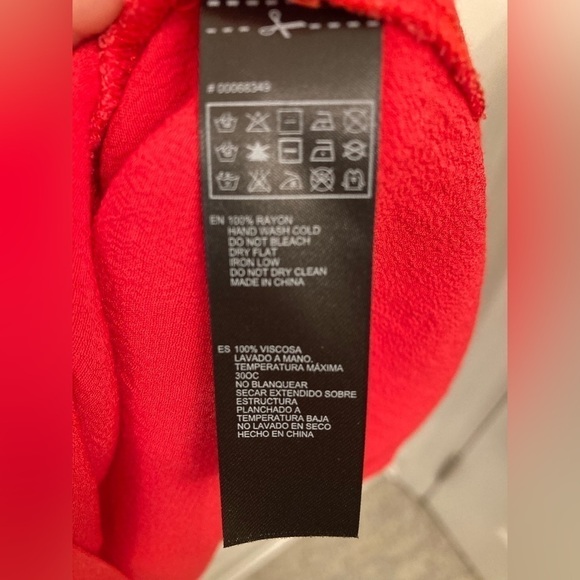 # 00068349
EN 100% RAYON
HAND WASH COLD
DO NOT BLEACH
DRY FLAT
IRON LOW
DO NOT DRY CLEAN
MADE IN CHINA
ES 100% VISCOSA
LAVADO A MANO.
TEMPERATURA MÁXIMA
30OC
NO BLANQUEAR
SECAR EXTENDIDO SOBRE
ESTRUCTURA
PLANCHADO A
TEMPERATURA BAJA
NO LAVADO EN SECO
HECHO EN CHINA